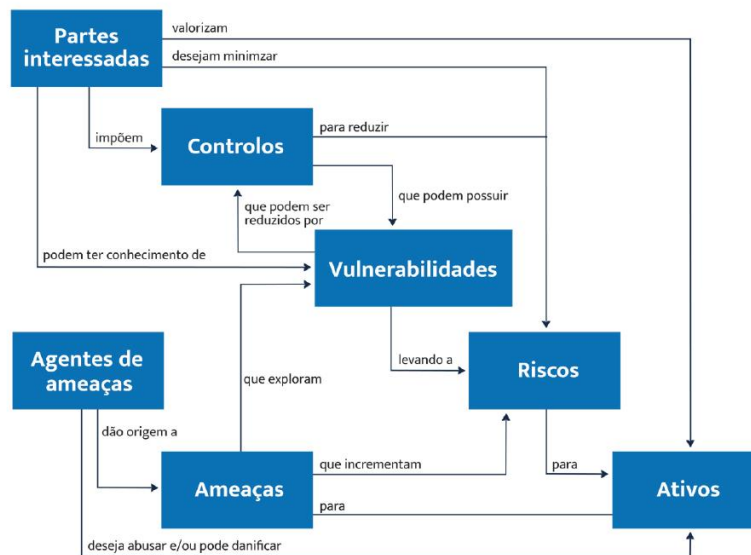 Partes
interessadas
valorizam
desejam minimzar
impõem
Controlos
para reduzir
que podem possuir
que podem ser
reduzidos por
podem ter conhecimento de
Vulnerabilidades
Agentes de
ameaças
que exploram
levando a
Riscos
dão origem a
Ameaças
que incrementam
para
para
Ativos
deseja abusar e/ou pode danificar